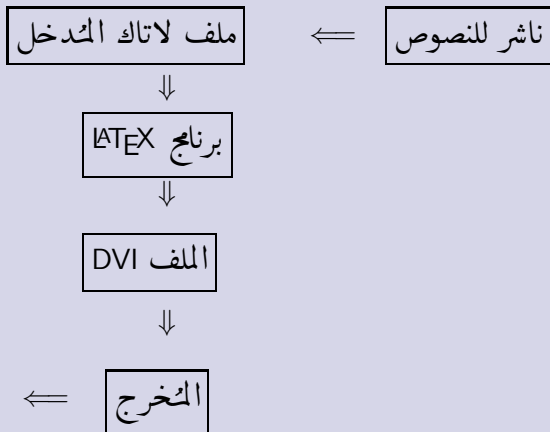 ناشر للنصوص ⇐ ملف لاتاك المُدخل
⇓
برنامج LATEX
⇓
الملف DVI
⇓
المُخرج ⇐